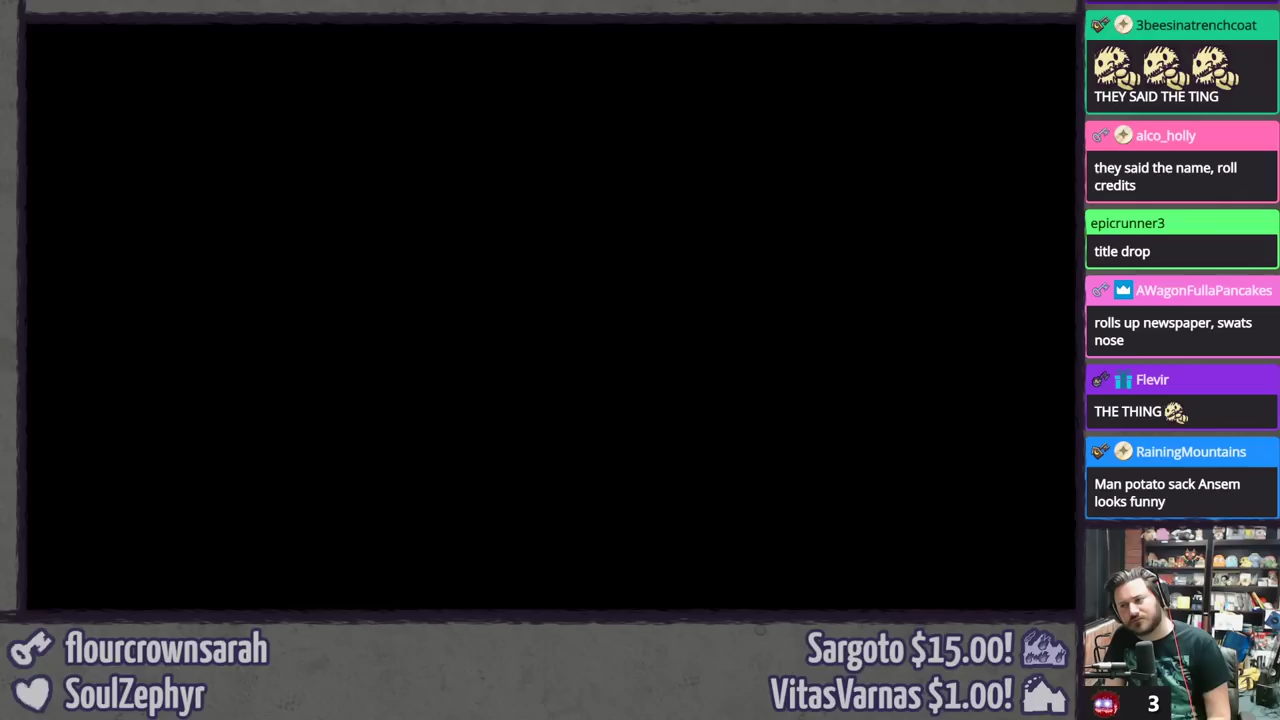 3beesinatrenchcoat
THEY SAID THE TING
alco_holly
they said the name, roll
credits
epicrunner3
title drop
AWagonFullaPancakes
rolls up newspaper, swats
nose
Flevir
THE THING
RainingMountains
Man potato sack Ansem
looks funny
flourcrownsarah
SoulZephyr
Sargoto $15.00!
VitasVarnas $1.00!
3